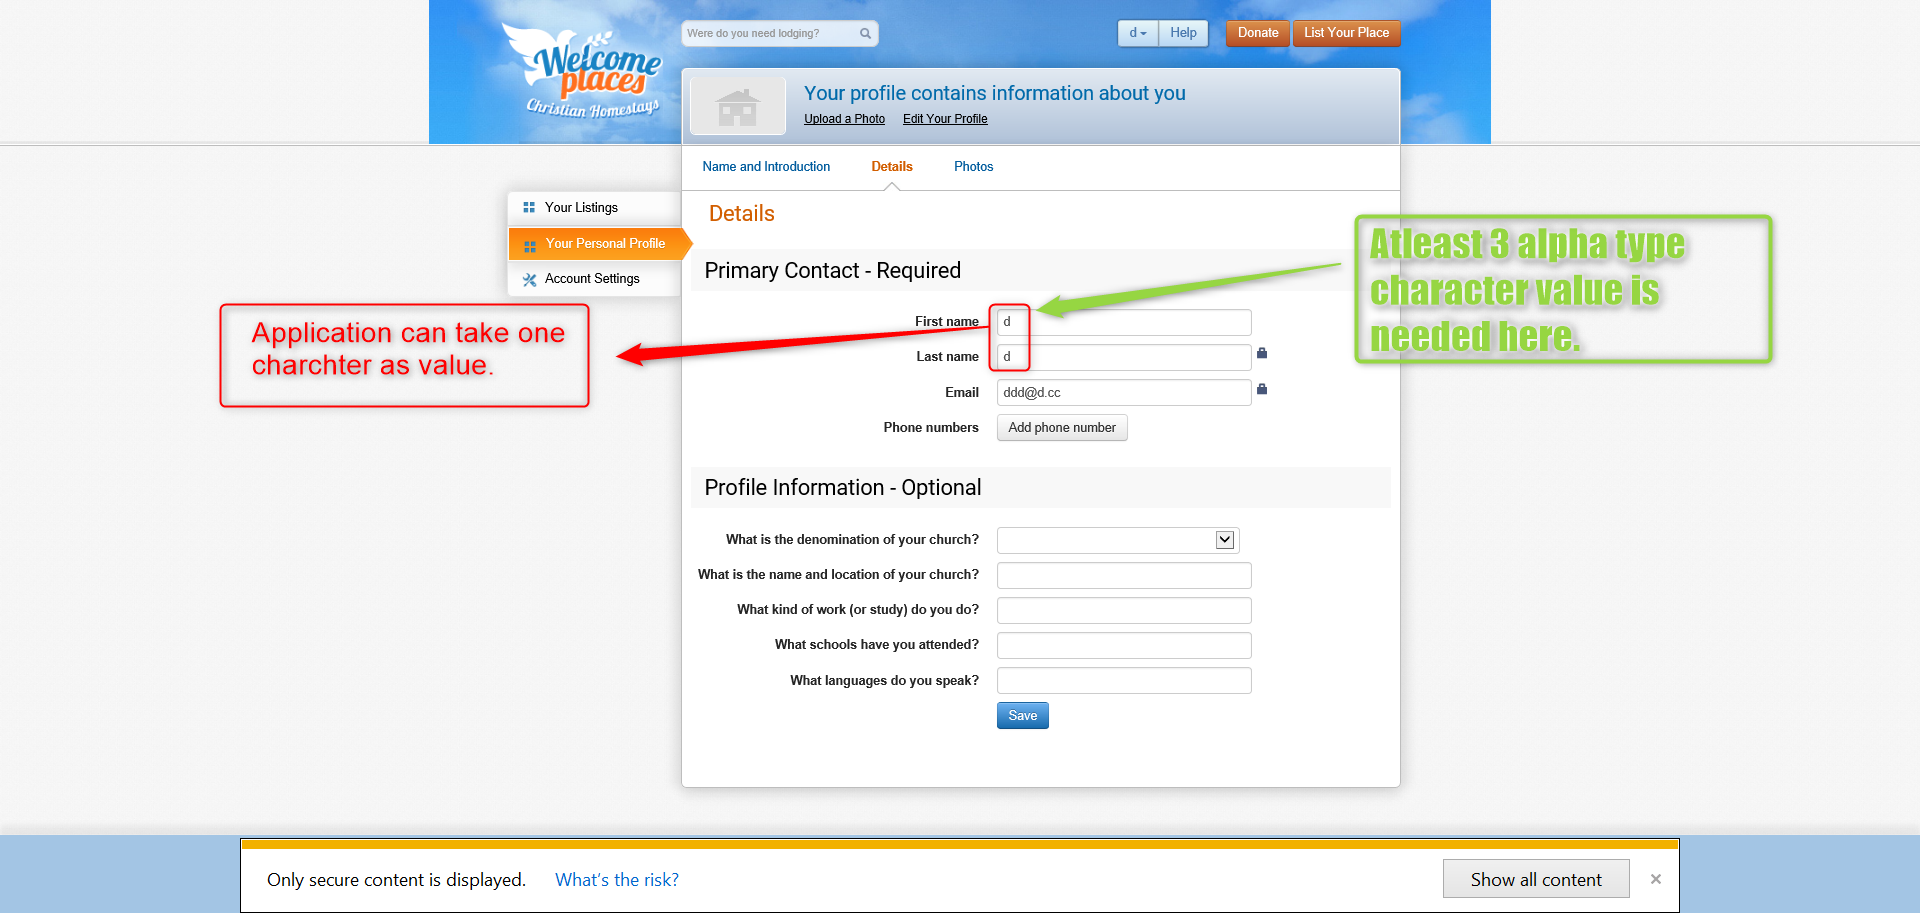 Welcome
places
Christian Homestays
Were do you need lodging?
d
Help
Donate
List Your Place
Your profile contains information about you
Upload a Photo
Edit Your Profile
Name and Introduction
Details
Photos
Your Listings
Your Personal Profile
Account Settings
Details
Primary Contact - Required
First name
d
Last name
d
Email
ddd@d.cc
Phone numbers
Add phone number
Application can take one
charchter as value.
Atleast 3 alpha type
character value is
needed here.
Profile Information - Optional
What is the denomination of your church?
What is the name and location of your church?
What kind of work (or study) do you do?
What schools have you attended?
What languages do you speak?
Save
Only secure content is displayed.
What's the risk?
Show all content
×